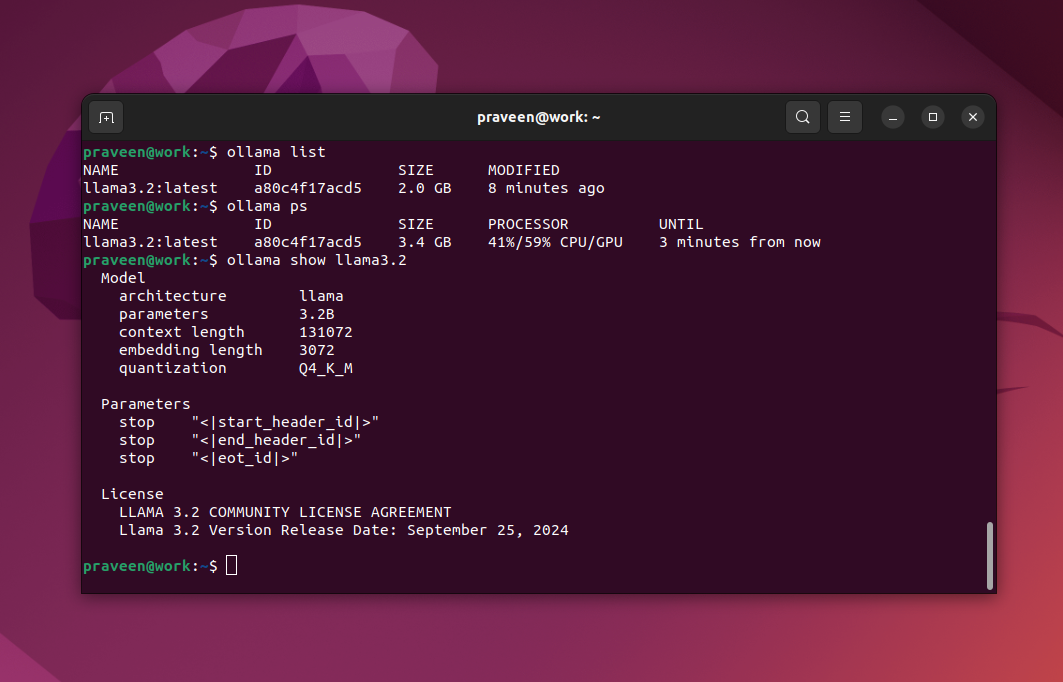 praveen@work: ~
praveen@work:~$ ollama list
NAME ID SIZE MODIFIED
llama3.2:latest a80c4f17acd5 2.0 GB 8 minutes ago
praveen@work:~$ ollama ps
NAME ID SIZE PROCESSOR UNTIL
llama3.2:latest a80c4f17acd5 3.4 GB 41%/59% CPU/GPU 3 minutes from now
praveen@work:~$ ollama show llama3.2
Model
architecture llama
parameters 3.2B
context length 131072
embedding length 3072
quantization Q4_K_M
Parameters
stop "<|start_header_id|>"
stop "<|end_header_id|>"
stop "<|eot_id|>"
License
LLAMA 3.2 COMMUNITY LICENSE AGREEMENT
Llama 3.2 Version Release Date: September 25, 2024
praveen@work:~$